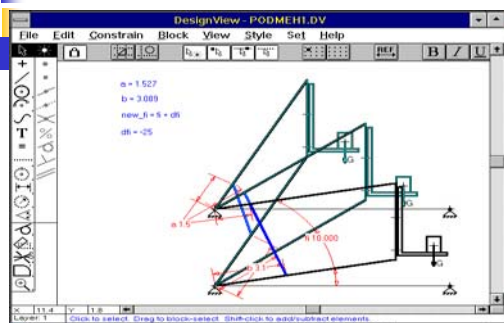 DesignView - PODMEH1.DV
File Edit Constrain Block View Style Set Help
REF B I U
T
a = 1.527
b = 3.089
new_fi = fi + dfi
dfi = -25
G
G
G
a 1.5
fi 10.000
b 3.1
X 11.4 Y 1.8
Layer: 1 Click to select. Drag to block-select. Shift-click to add/subtract elements.